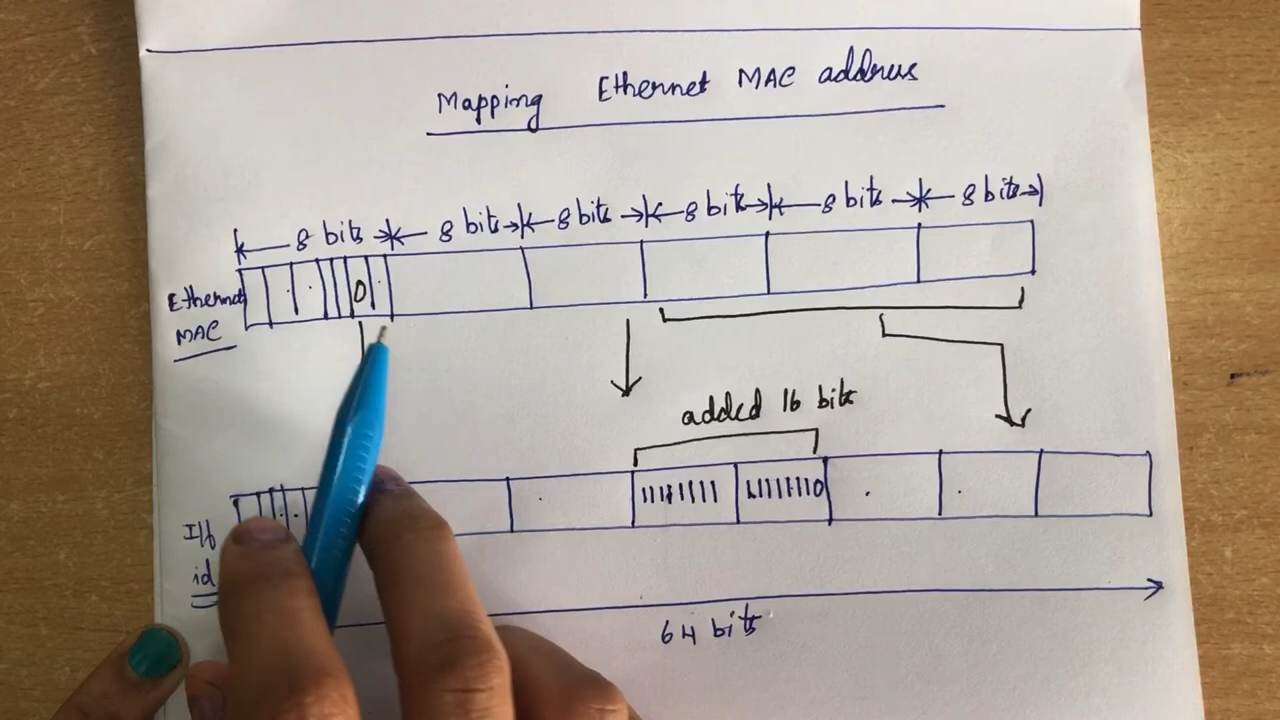 Mapping Ethernet MAC address
8 bits 8 bits 8 bits 8 bits 8 bits 8 bits
Ethernet
MAC
0
added 16 bits
11111111 11111110
I/f
id
64 bits